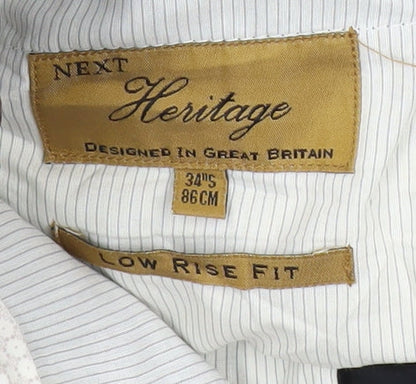 NEXT
Heritage
DESIGNED IN GREAT BRITAIN
34"S
86CM
LOW RISE FIT